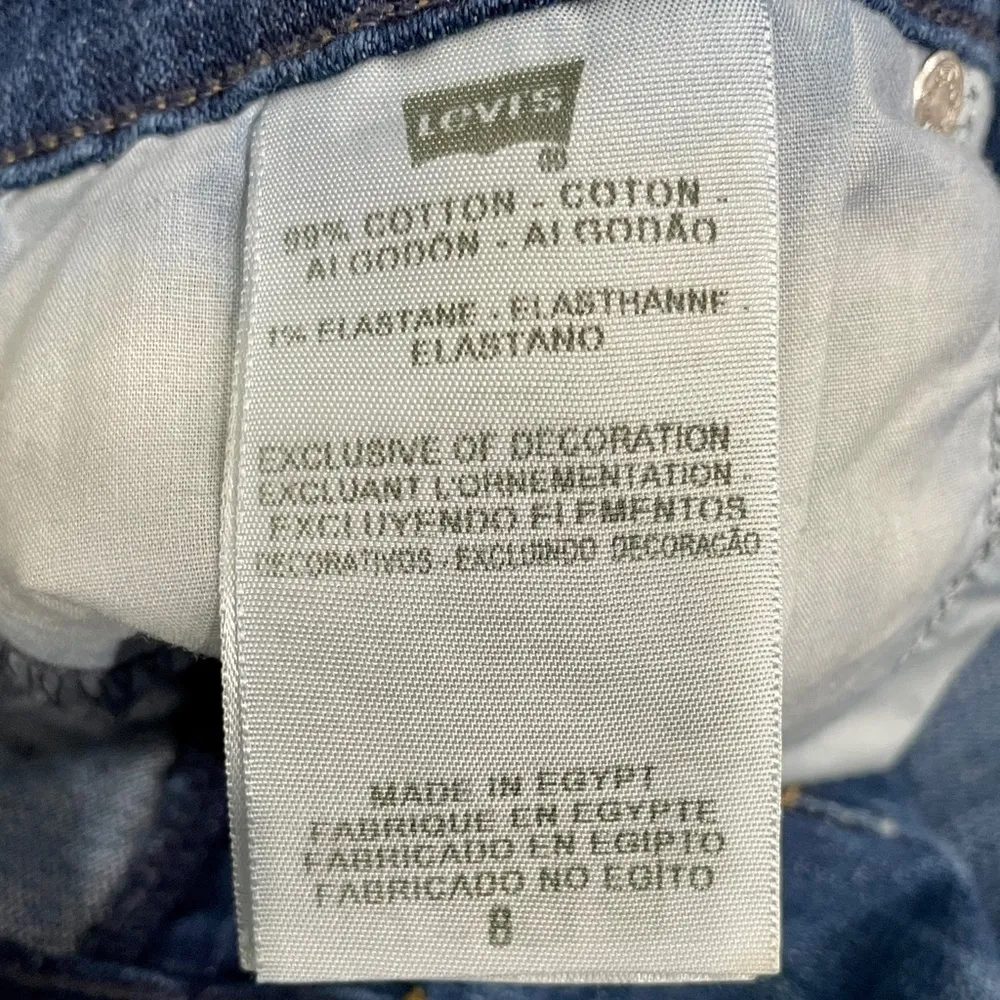 Levi's
®
99% COTTON - COTON -
ALGODÓN - ALGODÃO
1% ELASTANE - ELASTHANNE -
ELASTANO
EXCLUSIVE OF DECORATION -
EXCLUANT L'ORNEMENTATION -
EXCLUYENDO ELEMENTOS
DECORATIVOS - EXCLUINDO DECORAÇÃO
MADE IN EGYPT
FABRIQUE EN EGYPTE
FABRICADO EN EGIPTO
FABRICADO NO EGÍTO
8